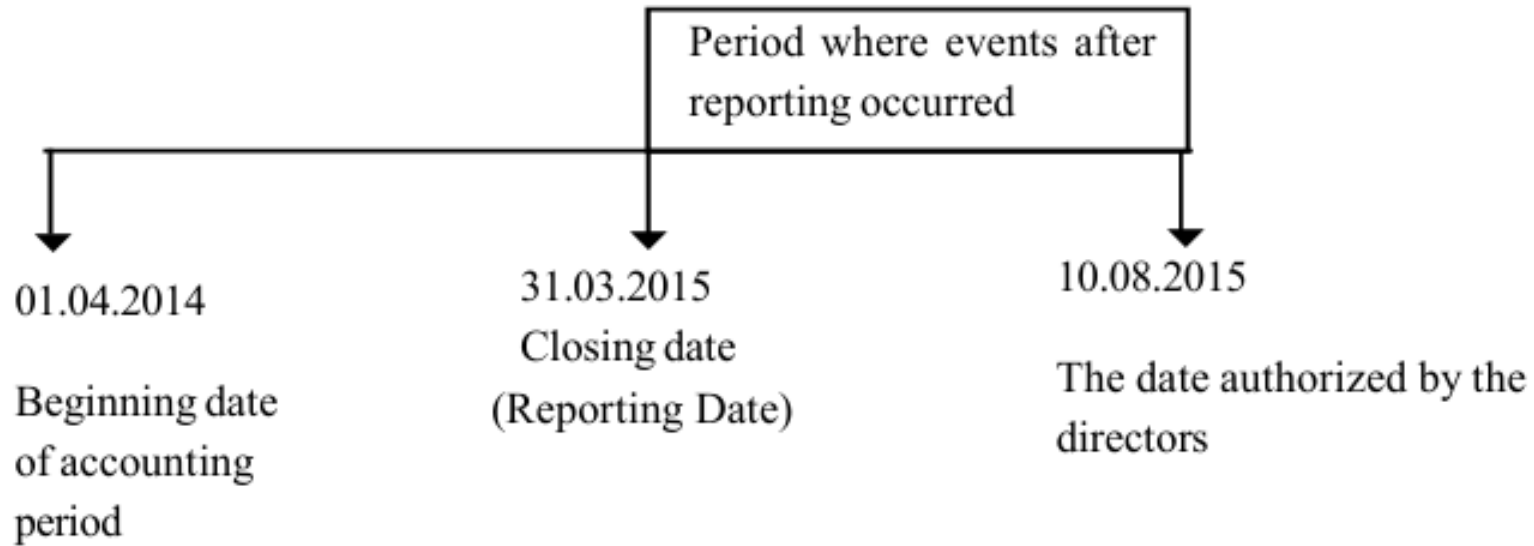 Period where events after
reporting occurred
01.04.2014
Beginning date
of accounting
period
31.03.2015
Closing date
(Reporting Date)
10.08.2015
The date authorized by the
directors